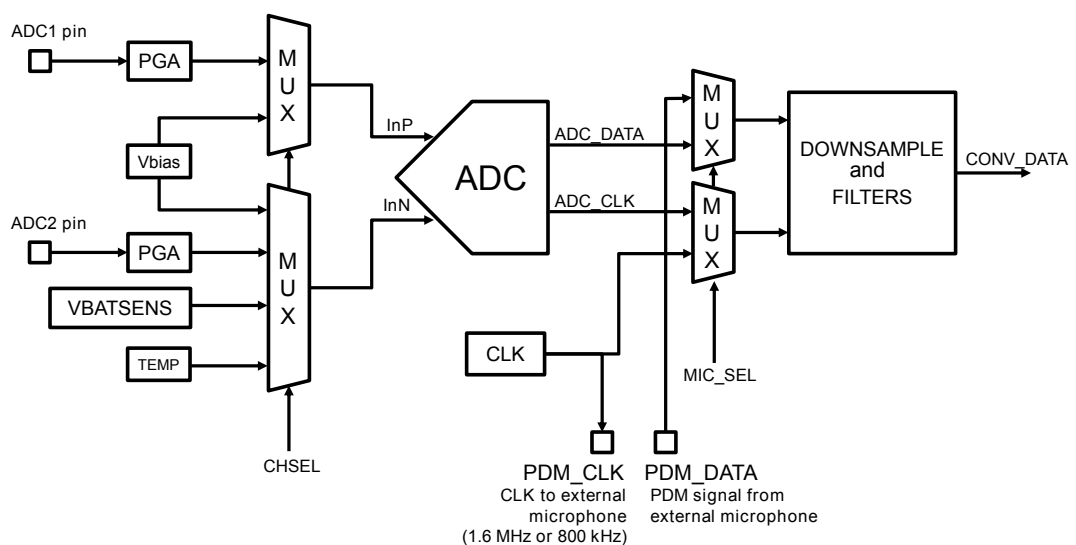 ADC1 pin
PGA
M
U
X
Vbias
InP
ADC
InN
ADC2 pin
PGA
VBATSENS
TEMP
M
U
X
CHSEL
ADC_DATA
ADC_CLK
M
U
X
M
U
X
MIC_SEL
DOWNSAMPLE
and
FILTERS
CONV_DATA
CLK
PDM_CLK
CLK to external
microphone
(1.6 MHz or 800 kHz)
PDM_DATA
PDM signal from
external microphone